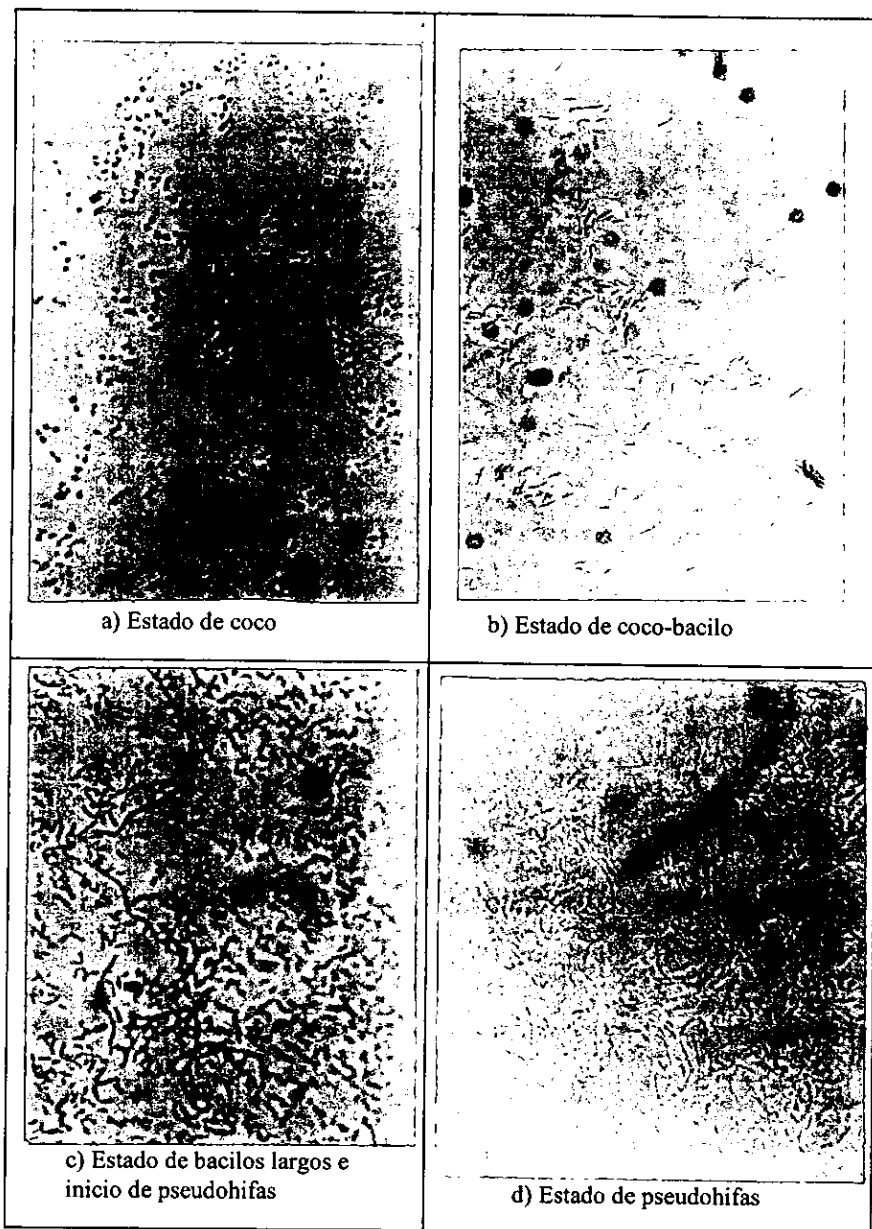 a) Estado de coco
b) Estado de coco-bacilo
c) Estado de bacilos largos e
inicio de pseudohifas
d) Estado de pseudohifas